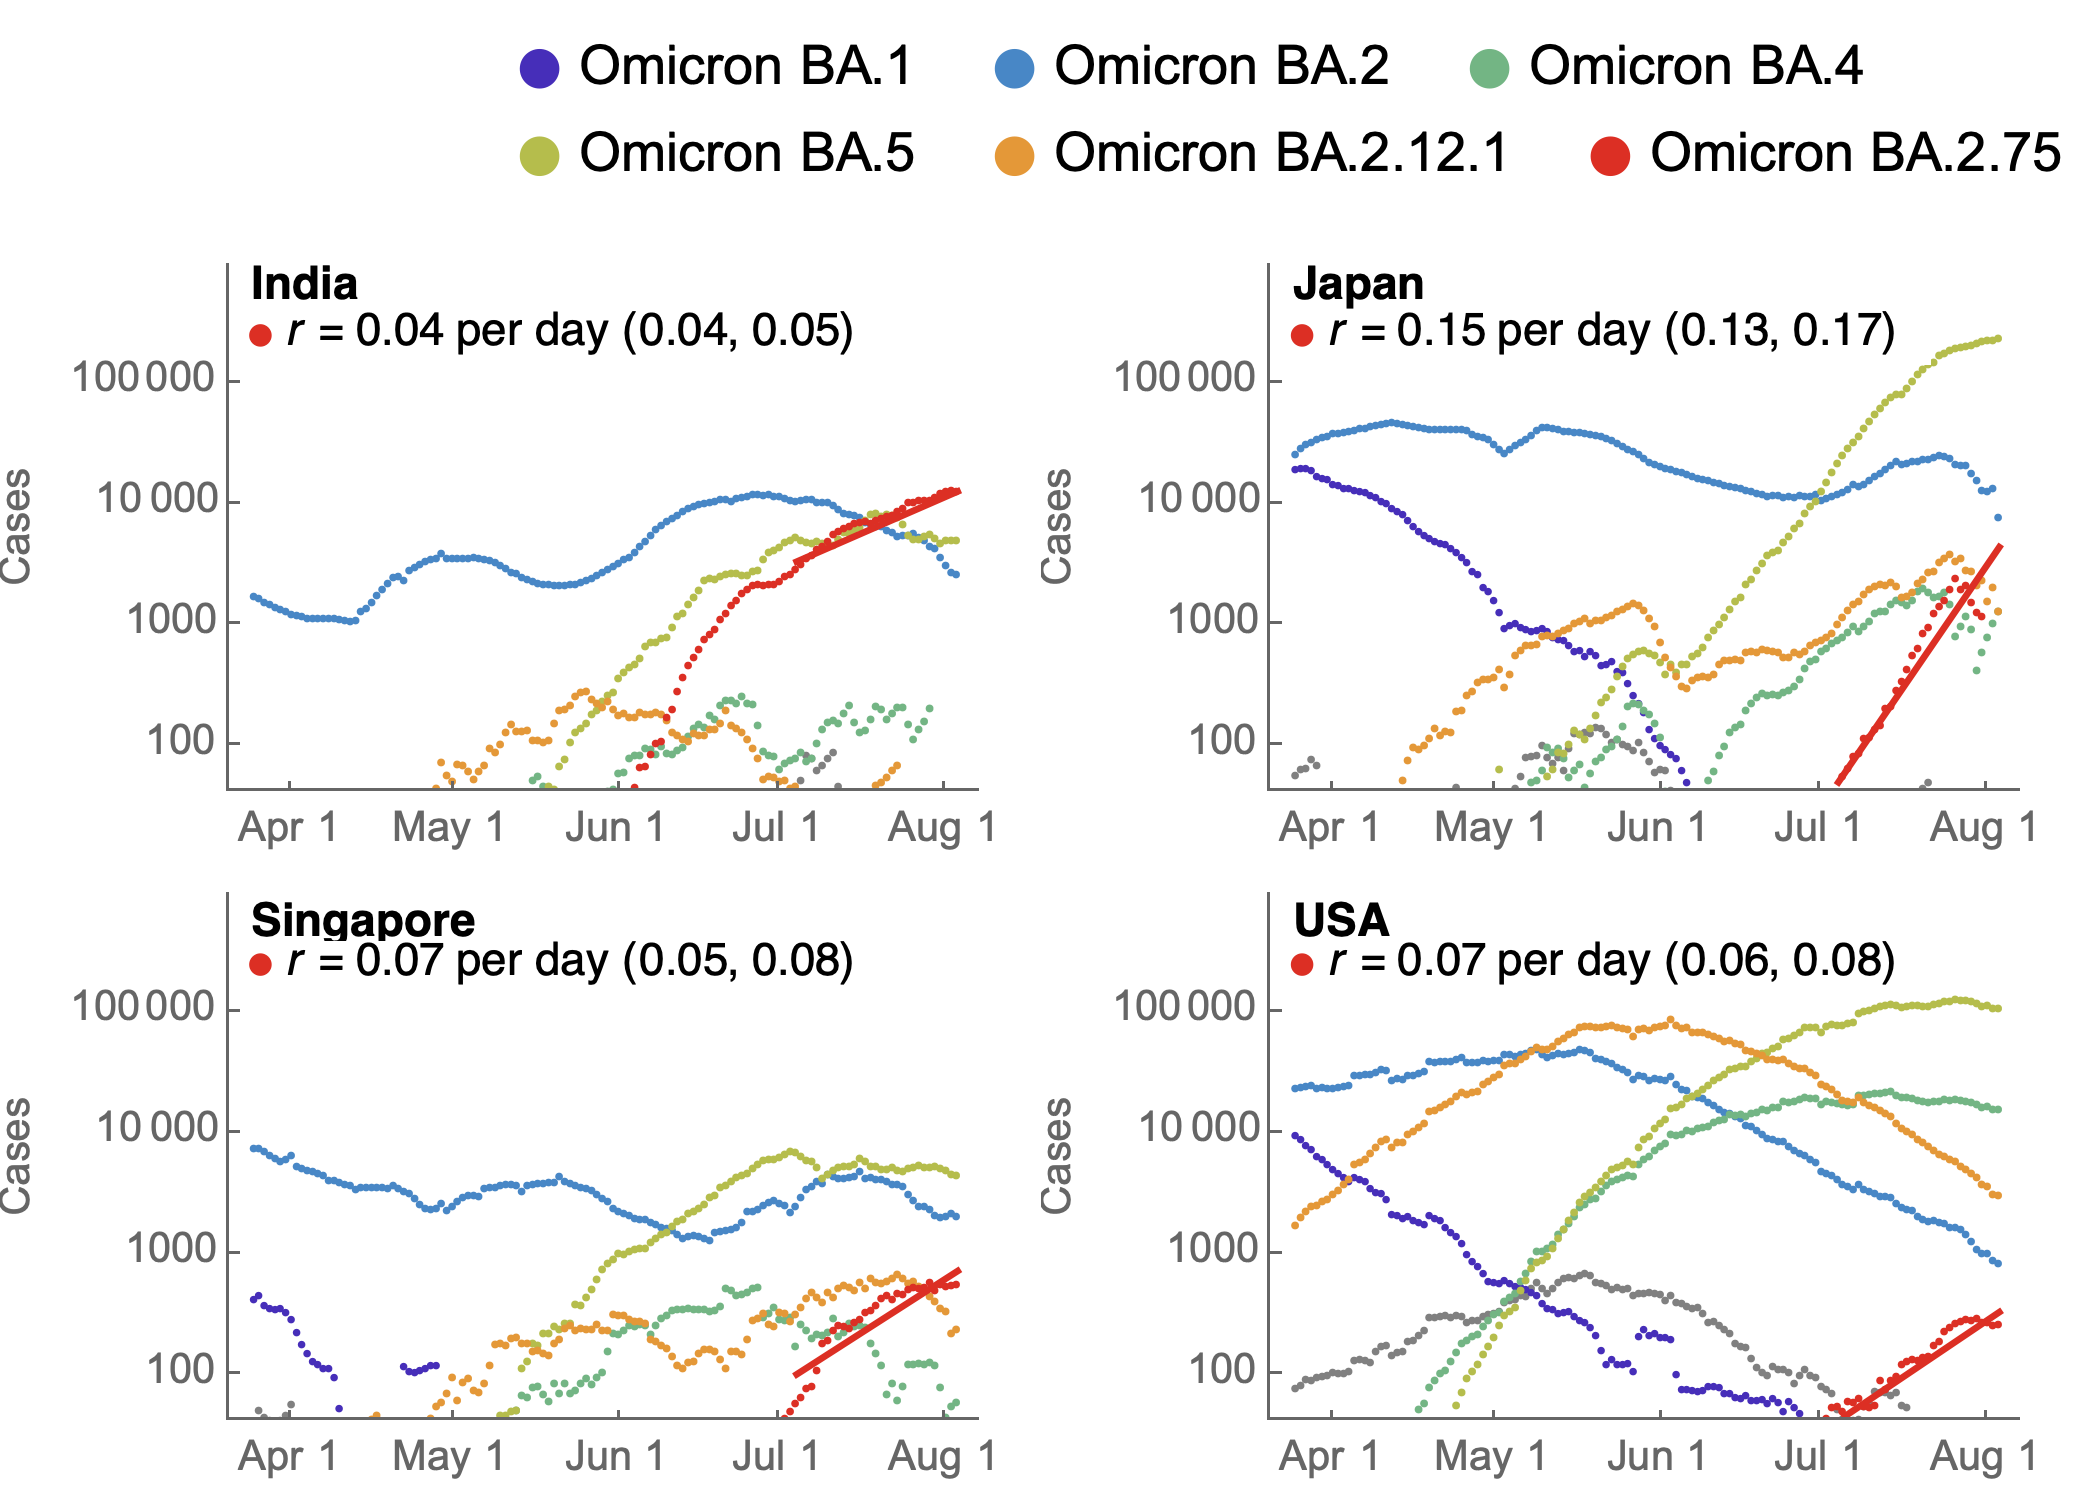 Omicron BA.1 Omicron BA.2 Omicron BA.4
Omicron BA.5 Omicron BA.2.12.1 Omicron BA.2.75
India
r = 0.04 per day (0.04, 0.05)
Cases
100 000
10 000
1000
100
Apr 1 May 1 Jun 1 Jul 1 Aug 1
Japan
r = 0.15 per day (0.13, 0.17)
Cases
100 000
10 000
1000
100
Apr 1 May 1 Jun 1 Jul 1 Aug 1
Singapore
r = 0.07 per day (0.05, 0.08)
Cases
100 000
10 000
1000
100
Apr 1 May 1 Jun 1 Jul 1 Aug 1
USA
r = 0.07 per day (0.06, 0.08)
Cases
100 000
10 000
1000
100
Apr 1 May 1 Jun 1 Jul 1 Aug 1